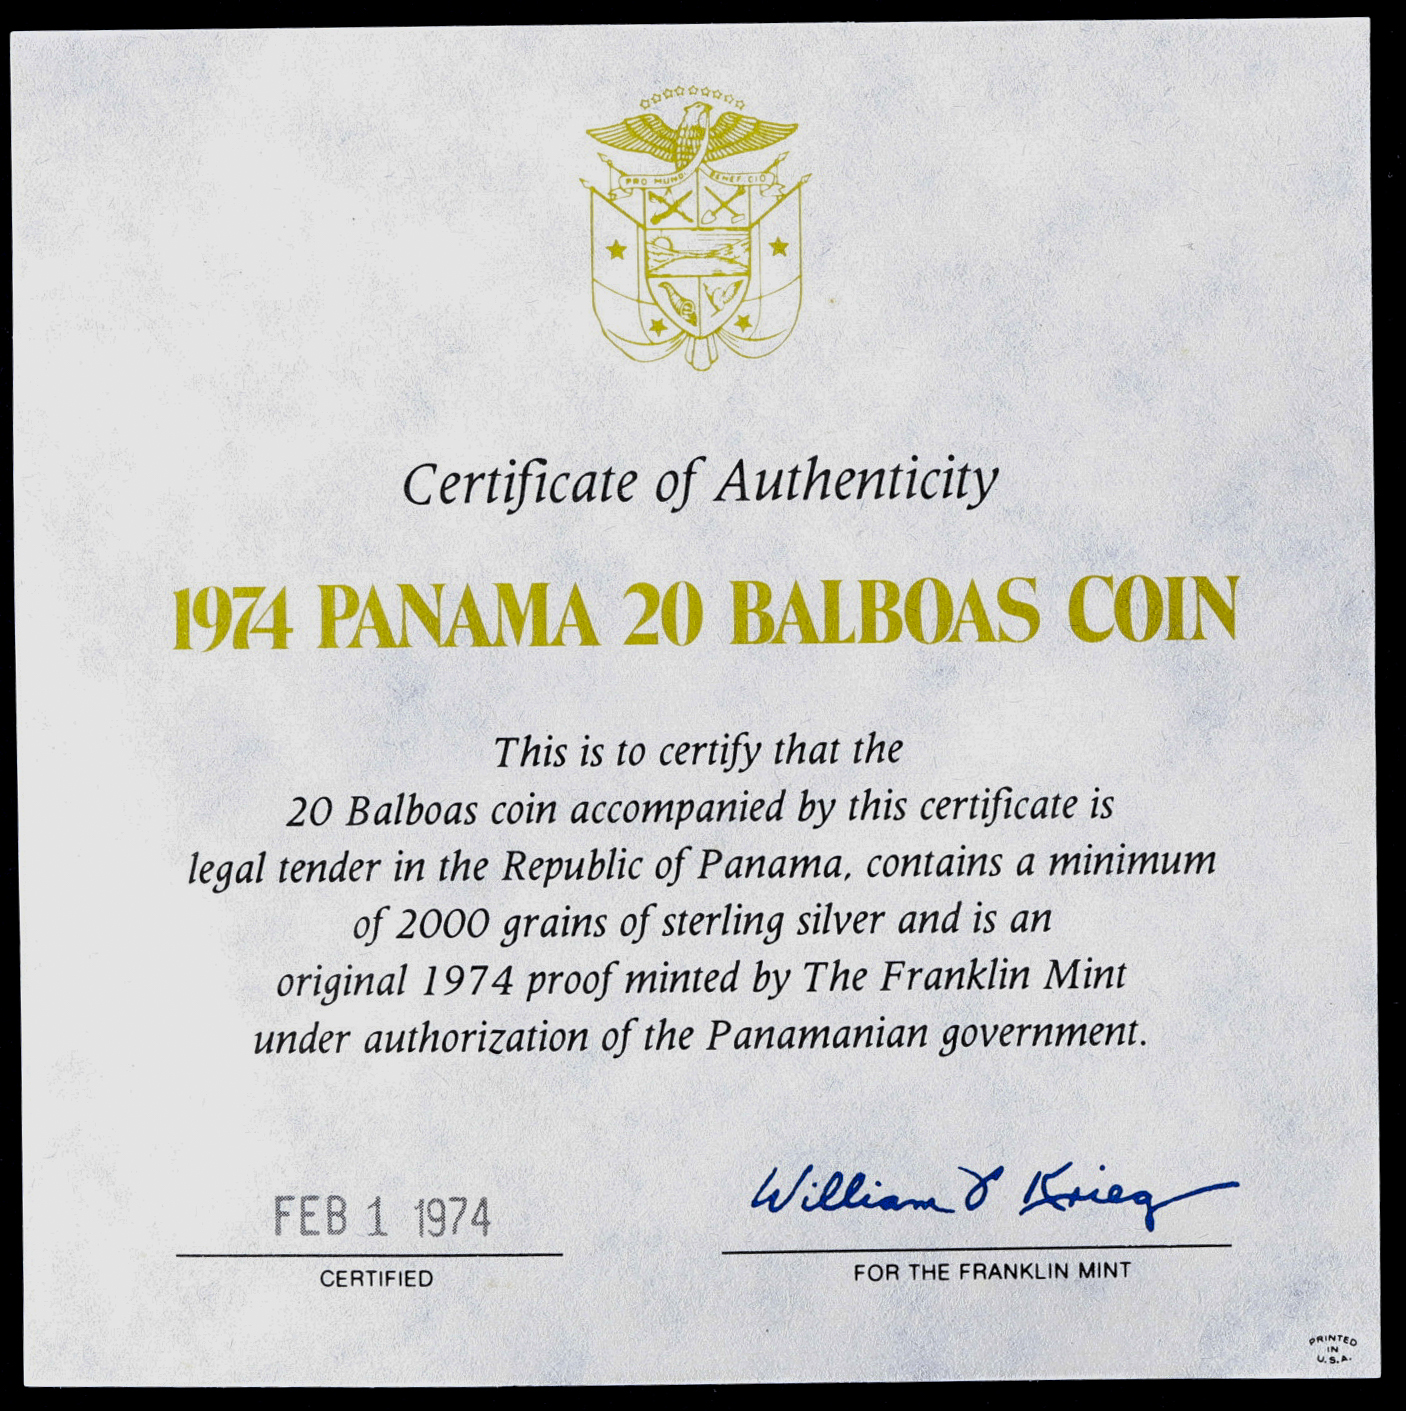 PRO MUNDI BENEFICIO
Certificate of Authenticity
1974 PANAMA 20 BALBOAS COIN
This is to certify that the
20 Balboas coin accompanied by this certificate is
legal tender in the Republic of Panama, contains a minimum
of 2000 grains of sterling silver and is an
original 1974 proof minted by The Franklin Mint
under authorization of the Panamanian government.
FEB 1 1974
CERTIFIED
William J Krieg
FOR THE FRANKLIN MINT
PRINTED
IN
U.S.A.